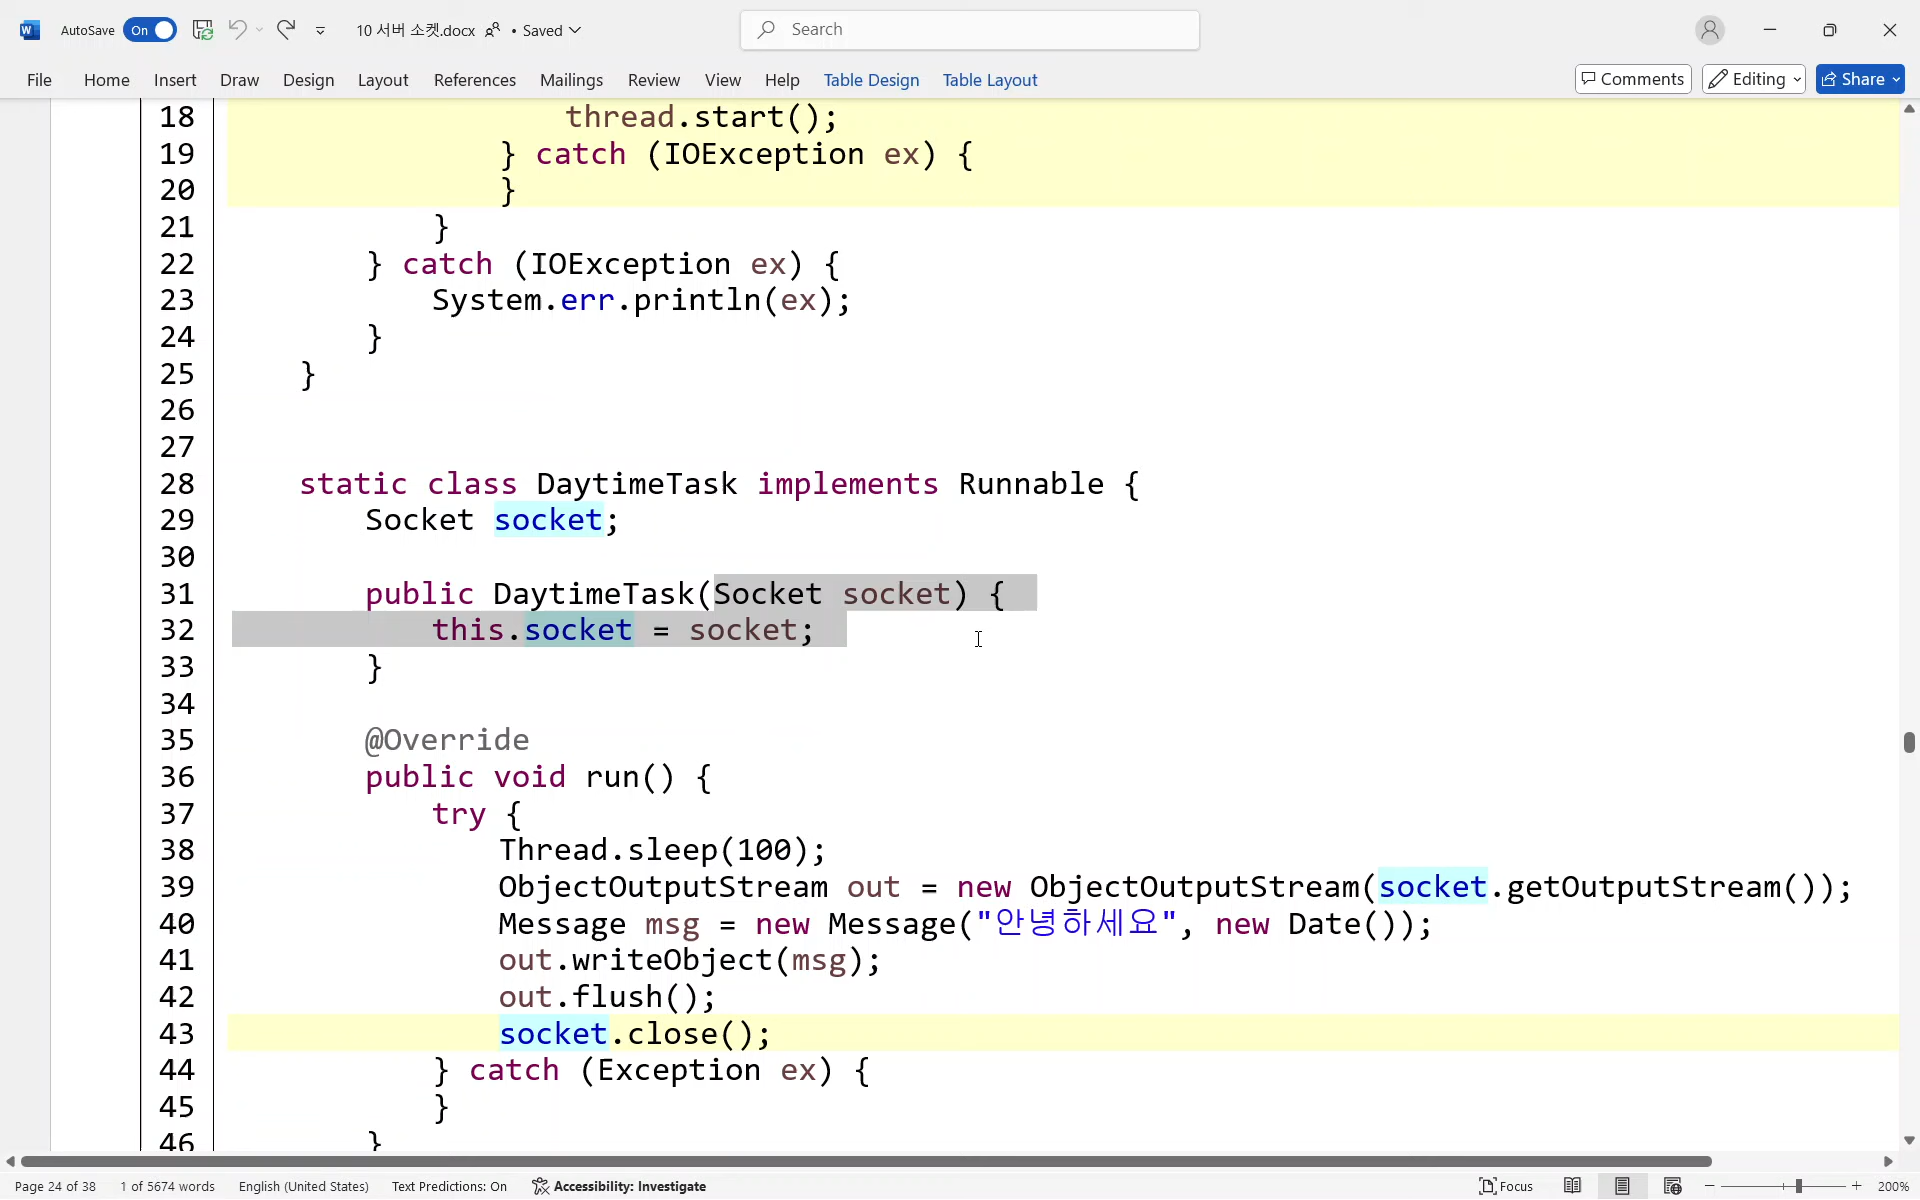 AutoSave On 10 서버 소켓.docx • Saved Search
File Home Insert Draw Design Layout References Mailings Review View Help Table Design Table Layout Comments Editing Share
18 thread.start();
19 } catch (IOException ex) {
20 }
21 }
22 } catch (IOException ex) {
23 System.err.println(ex);
24 }
25 }
26
27
28 static class DaytimeTask implements Runnable {
29 Socket socket;
30
31 public DaytimeTask(Socket socket) {
32 this.socket = socket;
33 }
34
35 @Override
36 public void run() {
37 try {
38 Thread.sleep(100);
39 ObjectOutputStream out = new ObjectOutputStream(socket.getOutputStream());
40 Message msg = new Message("안녕하세요", new Date());
41 out.writeObject(msg);
42 out.flush();
43 socket.close();
44 } catch (Exception ex) {
45 }
46 }
Page 24 of 38 1 of 5674 words English (United States) Text Predictions: On Accessibility: Investigate Focus 200%